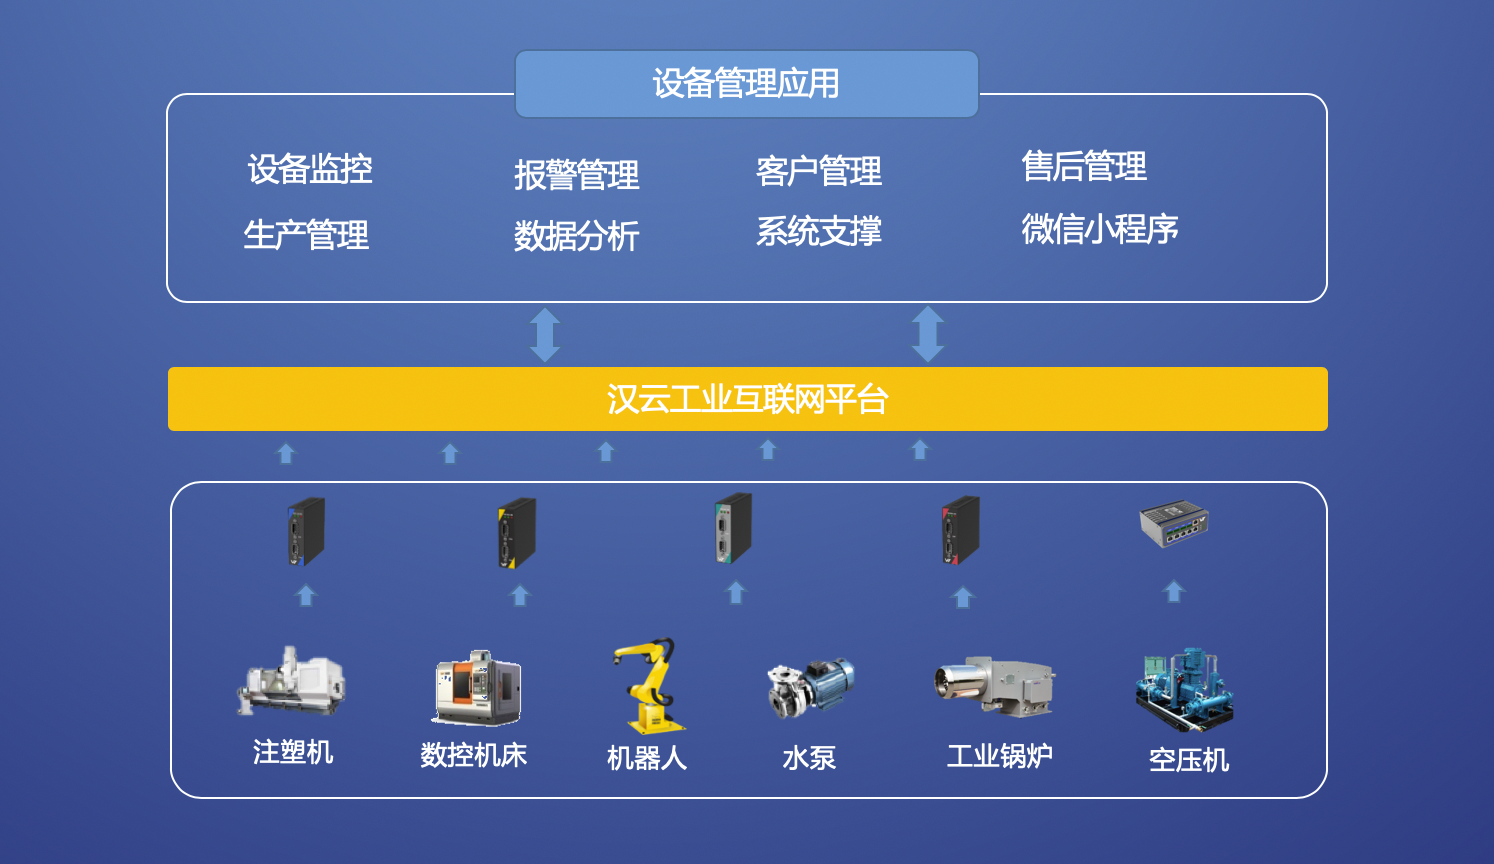 设备管理应用
设备监控
报警管理
客户管理
售后管理
生产管理
数据分析
系统支撑
微信小程序
汉云工业互联网平台
注塑机
数控机床
机器人
水泵
工业锅炉
空压机